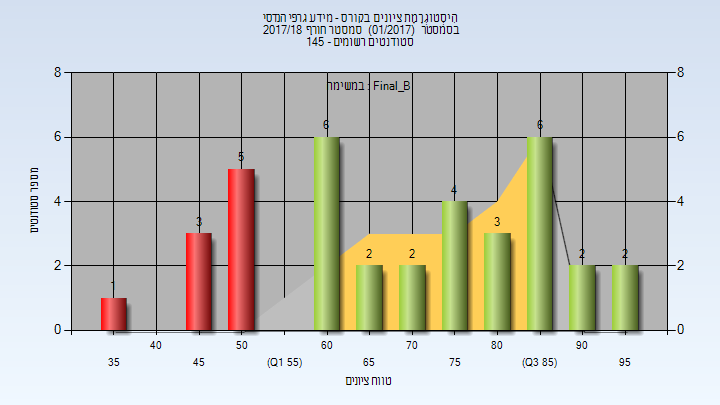 היסטוגרמת ציונים בקורס - מידע גרפי הנדסי
בסמסטר (01/2017) סמסטר חורף 2017/18
סטודנטים רשומים - 145
במשימה : Final_B
מספר סטודנטים
8 8
6 6
4 4
2 2
0 0
1 3 5 6 2 2 4 3 6 2 2
40 50 60 70 80 90
35 45 (Q1 55) 65 75 (Q3 85) 95
טווח ציונים